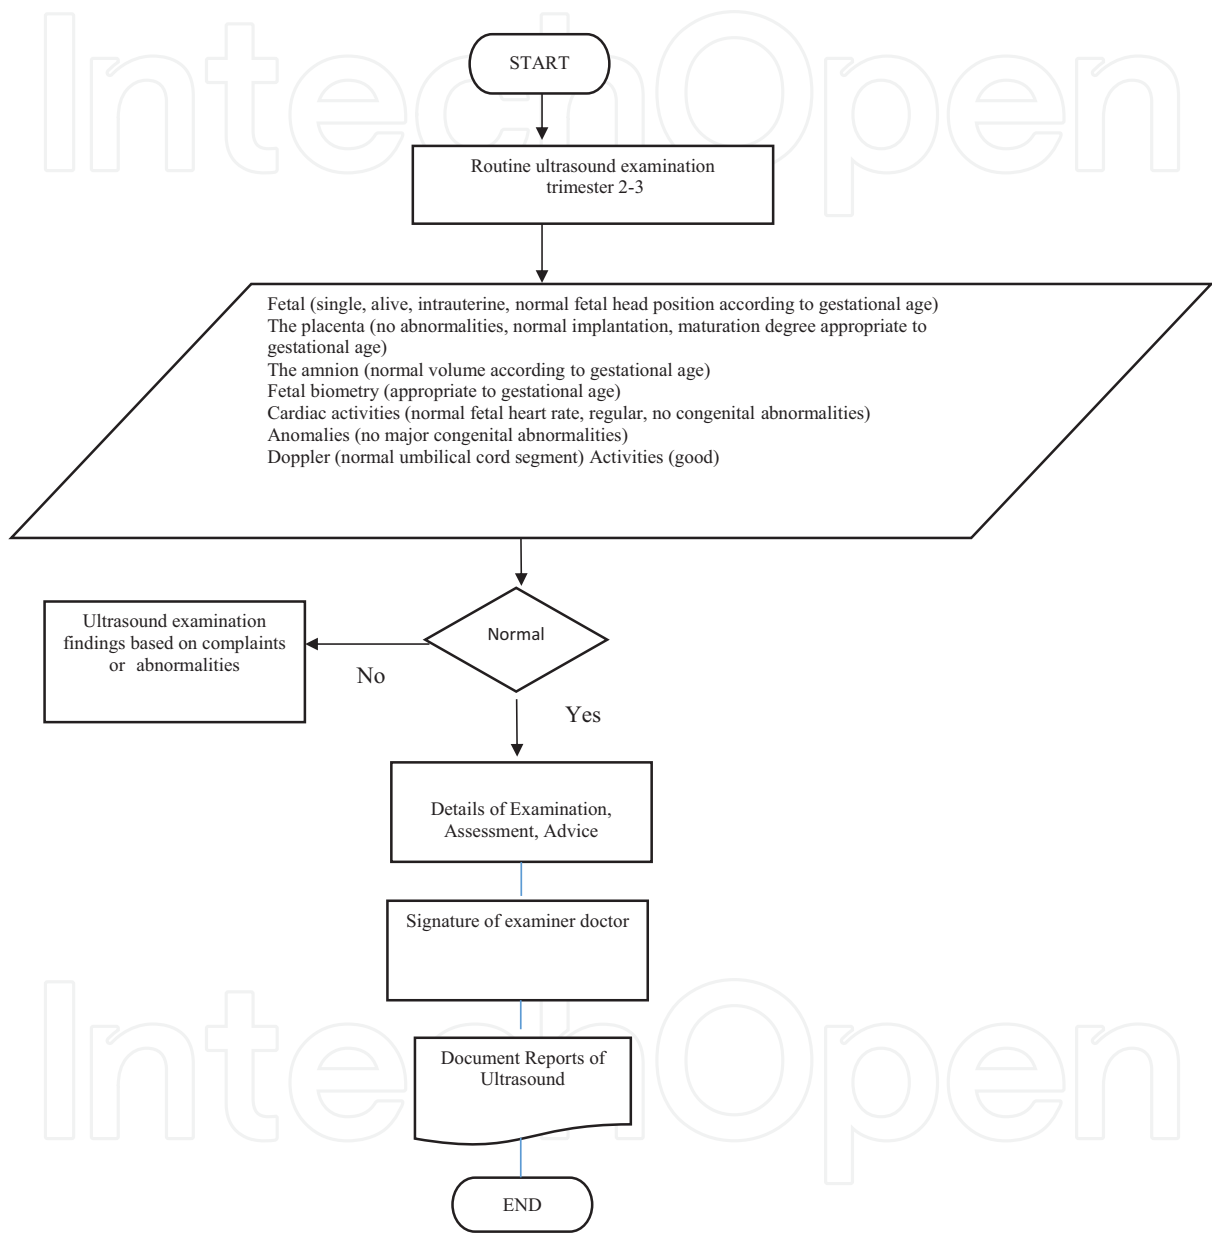 IntechOpen
START
Routine ultrasound examination
trimester 2-3
Fetal (single, alive, intrauterine, normal fetal head position according to gestational age)
The placenta (no abnormalities, normal implantation, maturation degree appropriate to
gestational age)
The amnion (normal volume according to gestational age)
Fetal biometry (appropriate to gestational age)
Cardiac activities (normal fetal heart rate, regular, no congenital abnormalities)
Anomalies (no major congenital abnormalities)
Doppler (normal umbilical cord segment) Activities (good)
Normal
Ultrasound examination
findings based on complaints
or abnormalities
No
Yes
Details of Examination,
Assessment, Advice
Signature of examiner doctor
IntechOpen
Document Reports of
Ultrasound
END